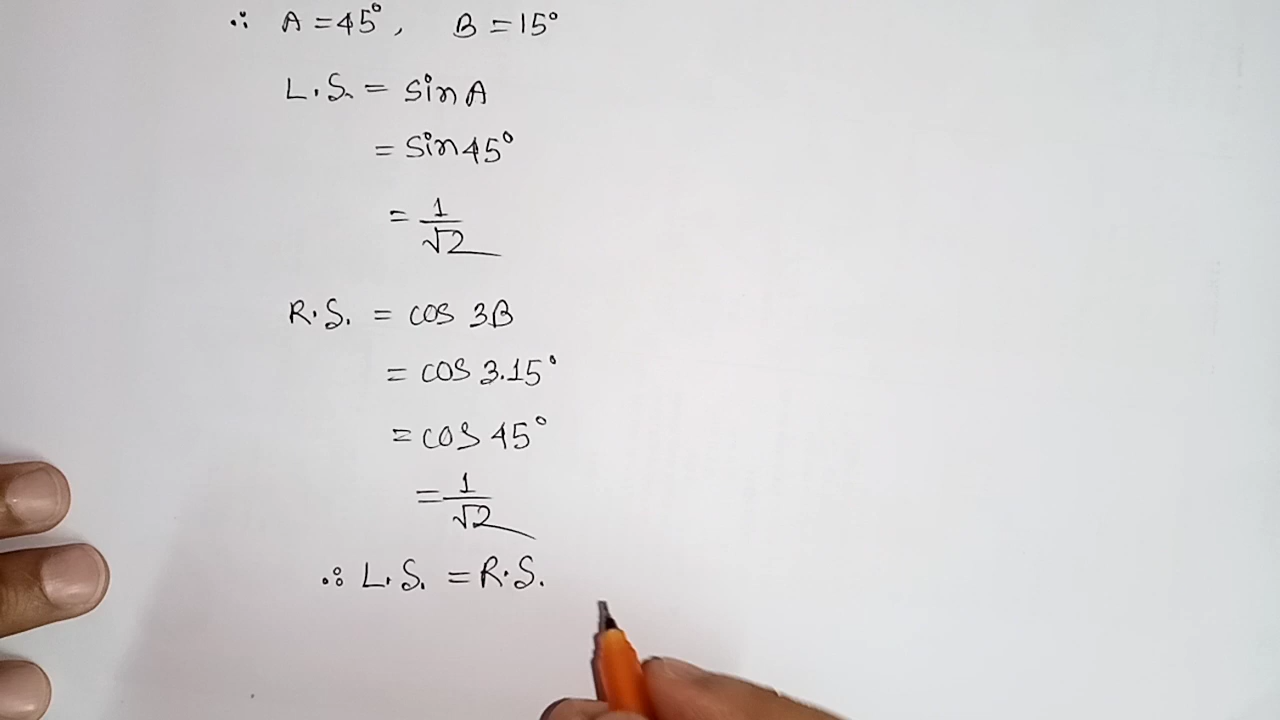 ∴ A = 45°, B = 15°
L.S. = sin A
= sin 45°
= 1/√2
R.S. = cos 3B
= cos 3.15°
= cos 45°
= 1/√2
∴ L.S. = R.S.